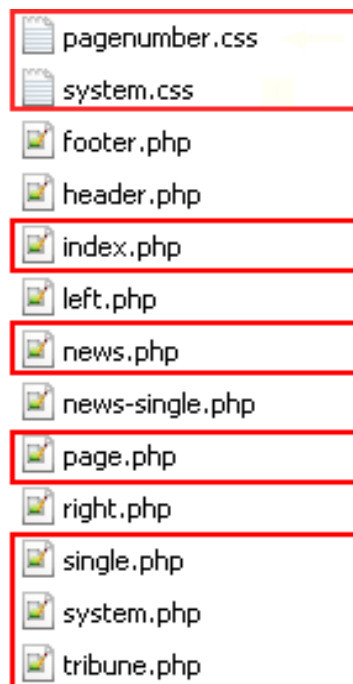 pagenumber.css
system.css
footer.php
header.php
index.php
left.php
news.php
news-single.php
page.php
right.php
single.php
system.php
tribune.php